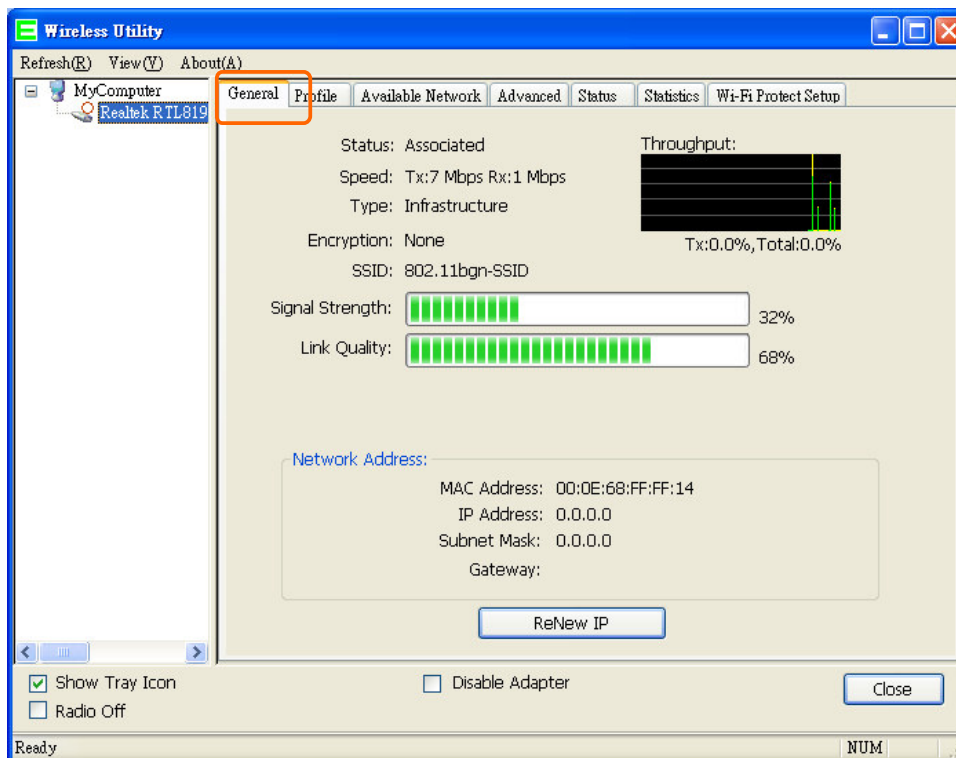 Wireless Utility
Refresh(R) View(V) About(A)
MyComputer
Realtek RTL819
General Profile Available Network Advanced Status Statistics Wi-Fi Protect Setup
Status: Associated
Throughput:
Speed: Tx:7 Mbps Rx:1 Mbps
Type: Infrastructure
Encryption: None
Tx:0.0%,Total:0.0%
SSID: 802.11bgn-SSID
Signal Strength: 32%
Link Quality: 68%
Network Address:
MAC Address: 00:0E:68:FF:FF:14
IP Address: 0.0.0.0
Subnet Mask: 0.0.0.0
Gateway:
ReNew IP
Show Tray Icon
Disable Adapter
Close
Radio Off
Ready
NUM